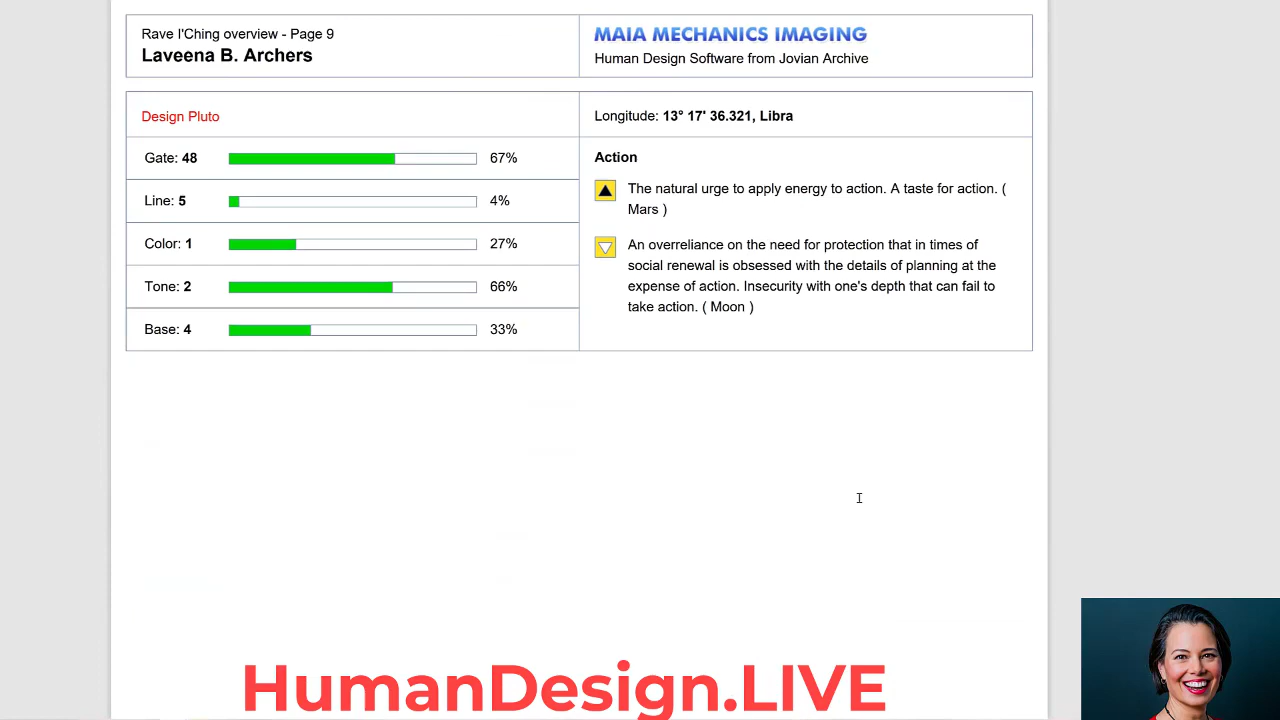 Rave I'Ching overview - Page 9
Laveena B. Archers
MAIA MECHANICS IMAGING
Human Design Software from Jovian Archive
Design Pluto
Longitude: 13° 17' 36.321, Libra
Gate: 48 67%
Line: 5 4%
Color: 1 27%
Tone: 2 66%
Base: 4 33%
Action
The natural urge to apply energy to action. A taste for action. (
Mars )
An overreliance on the need for protection that in times of
social renewal is obsessed with the details of planning at the
expense of action. Insecurity with one's depth that can fail to
take action. ( Moon )
HumanDesign.LIVE